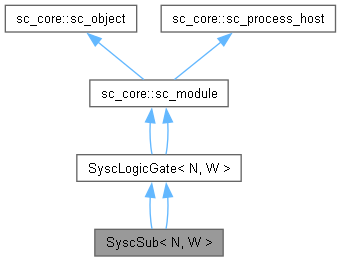 sc_core::sc_object
sc_core::sc_process_host
sc_core::sc_module
SyscLogicGate< N, W >
SyscSub< N, W >